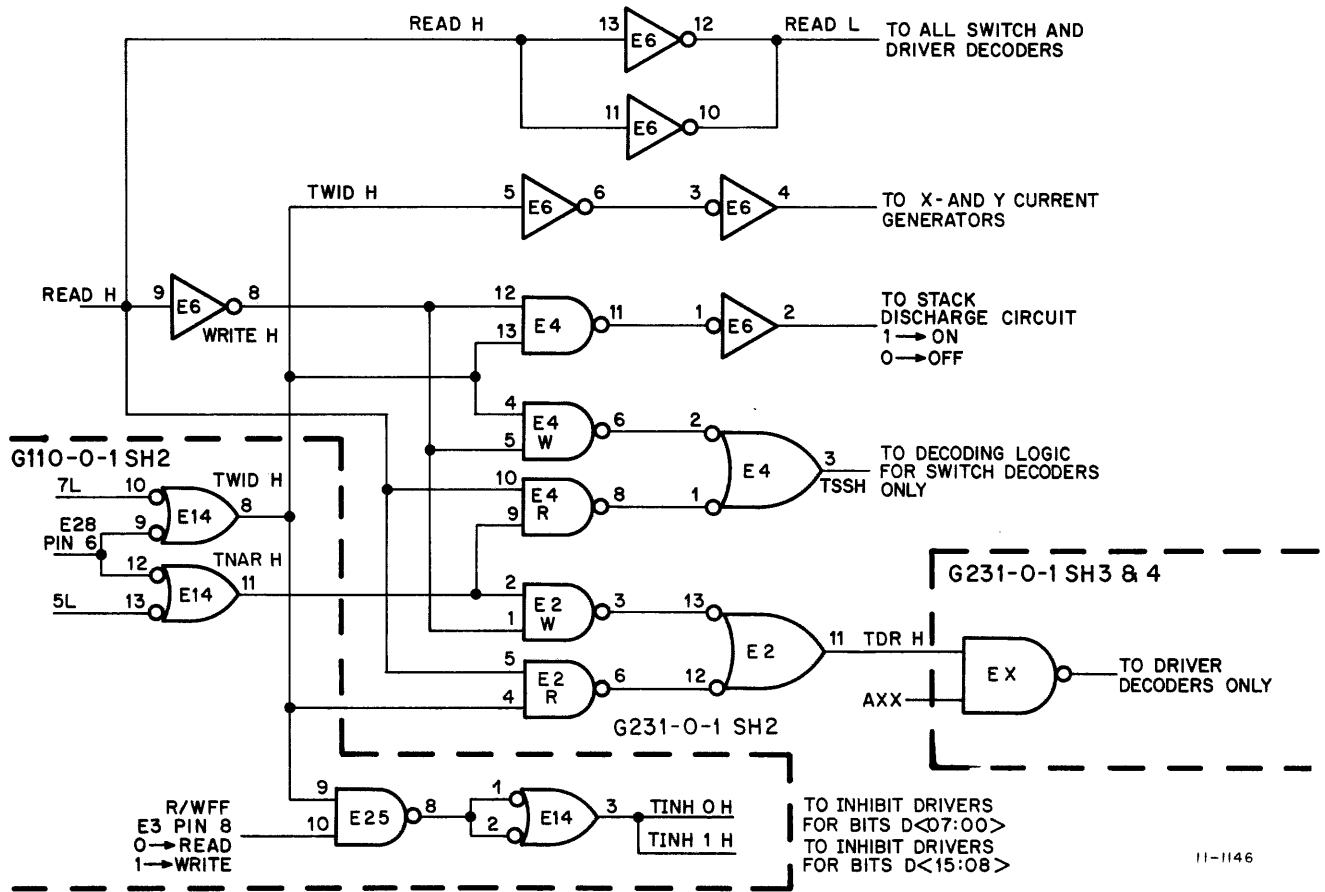 READ H 13 E6 12 READ L TO ALL SWITCH AND
DRIVER DECODERS
11 E6 10
TWID H 5 E6 6 3 E6 4 TO X-AND Y CURRENT
GENERATORS
READ H 9 E6 8
WRITE H
12 13 E4 11 1 E6 2
TO STACK
DISCHARGE CIRCUIT
1→ON
0→OFF
4 5 E4 W 6 2
10 9 E4 R 8 1
E4 3
TSSH
TO DECODING LOGIC
FOR SWITCH DECODERS
ONLY
G110-0-1 SH2
7L 10 TWID H
E14 8
E28 9
PIN 6
12 TNAR H
E14 11
5L 13
2 1 E2 W 3 13
5 4 E2 R 6 12
E2 11 TDR H
G231-0-1 SH2
G231-0-1 SH3 & 4
AXX
EX
TO DRIVER
DECODERS ONLY
R/WFF
E3 PIN 8
0→READ
1→WRITE
9 10 E25 8
1 2 E14 3
TINH 0 H
TINH 1 H
TO INHIBIT DRIVERS
FOR BITS D<07:00>
TO INHIBIT DRIVERS
FOR BITS D<15:08>
11-1146